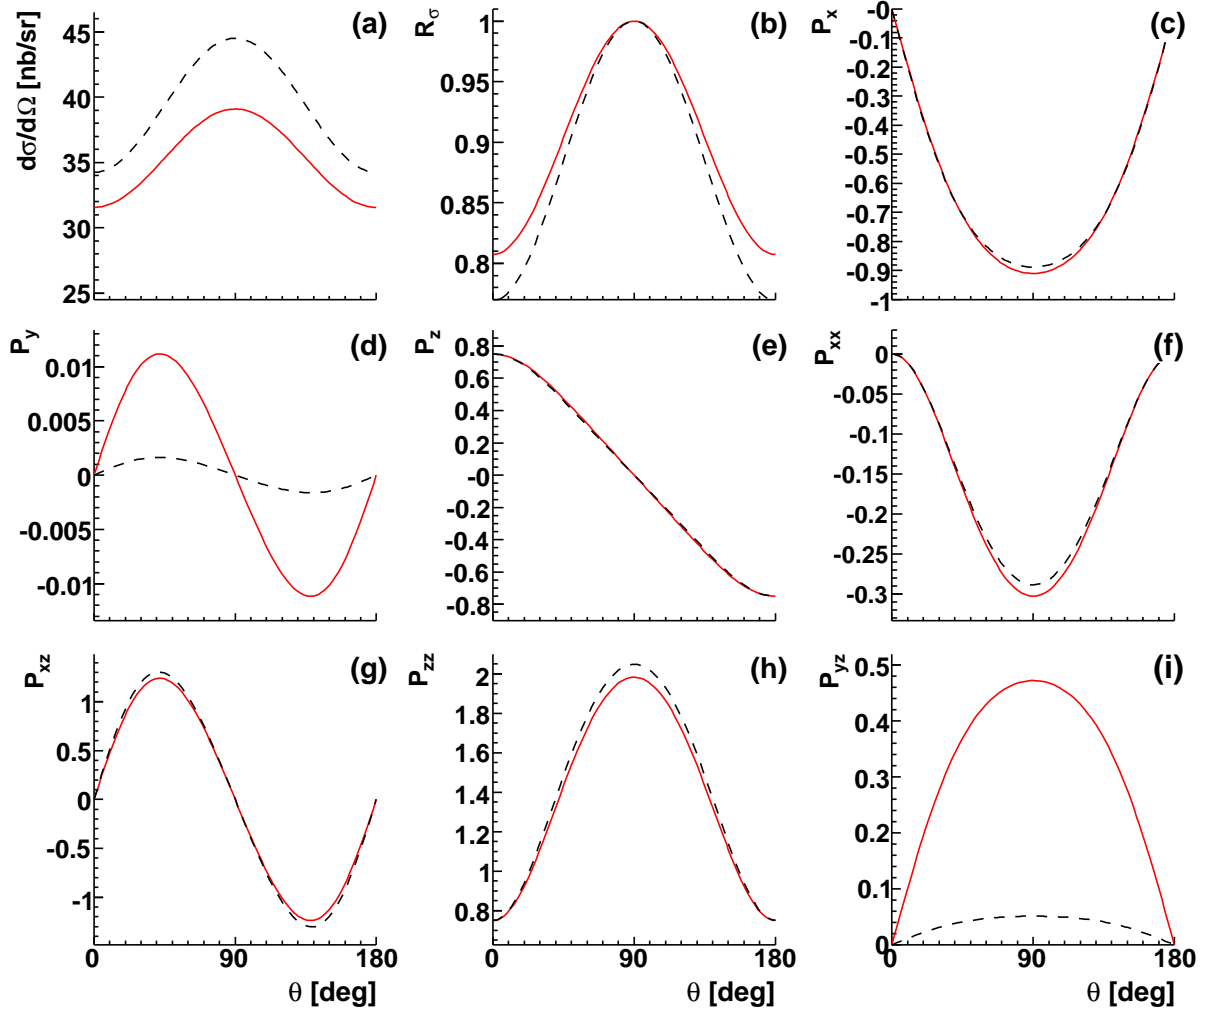 dσ/dΩ [nb/sr]
(a)
45
40
35
30
25
R_σ
(b)
1
0.95
0.9
0.85
0.8
P_x
(c)
-0
-0.1
-0.2
-0.3
-0.4
-0.5
-0.6
-0.7
-0.8
-0.9
-1
P_y
(d)
0.01
0.005
0
-0.005
-0.01
P_z
(e)
0.8
0.6
0.4
0.2
-0
-0.2
-0.4
-0.6
-0.8
P_xx
(f)
0
-0.05
-0.1
-0.15
-0.2
-0.25
-0.3
P_xz
(g)
1
0.5
0
-0.5
-1
0 90 180
θ [deg]
P_zz
(h)
2
1.8
1.6
1.4
1.2
1
0.8
0 90 180
θ [deg]
P_yz
(i)
0.5
0.4
0.3
0.2
0.1
0
0 90 180
θ [deg]